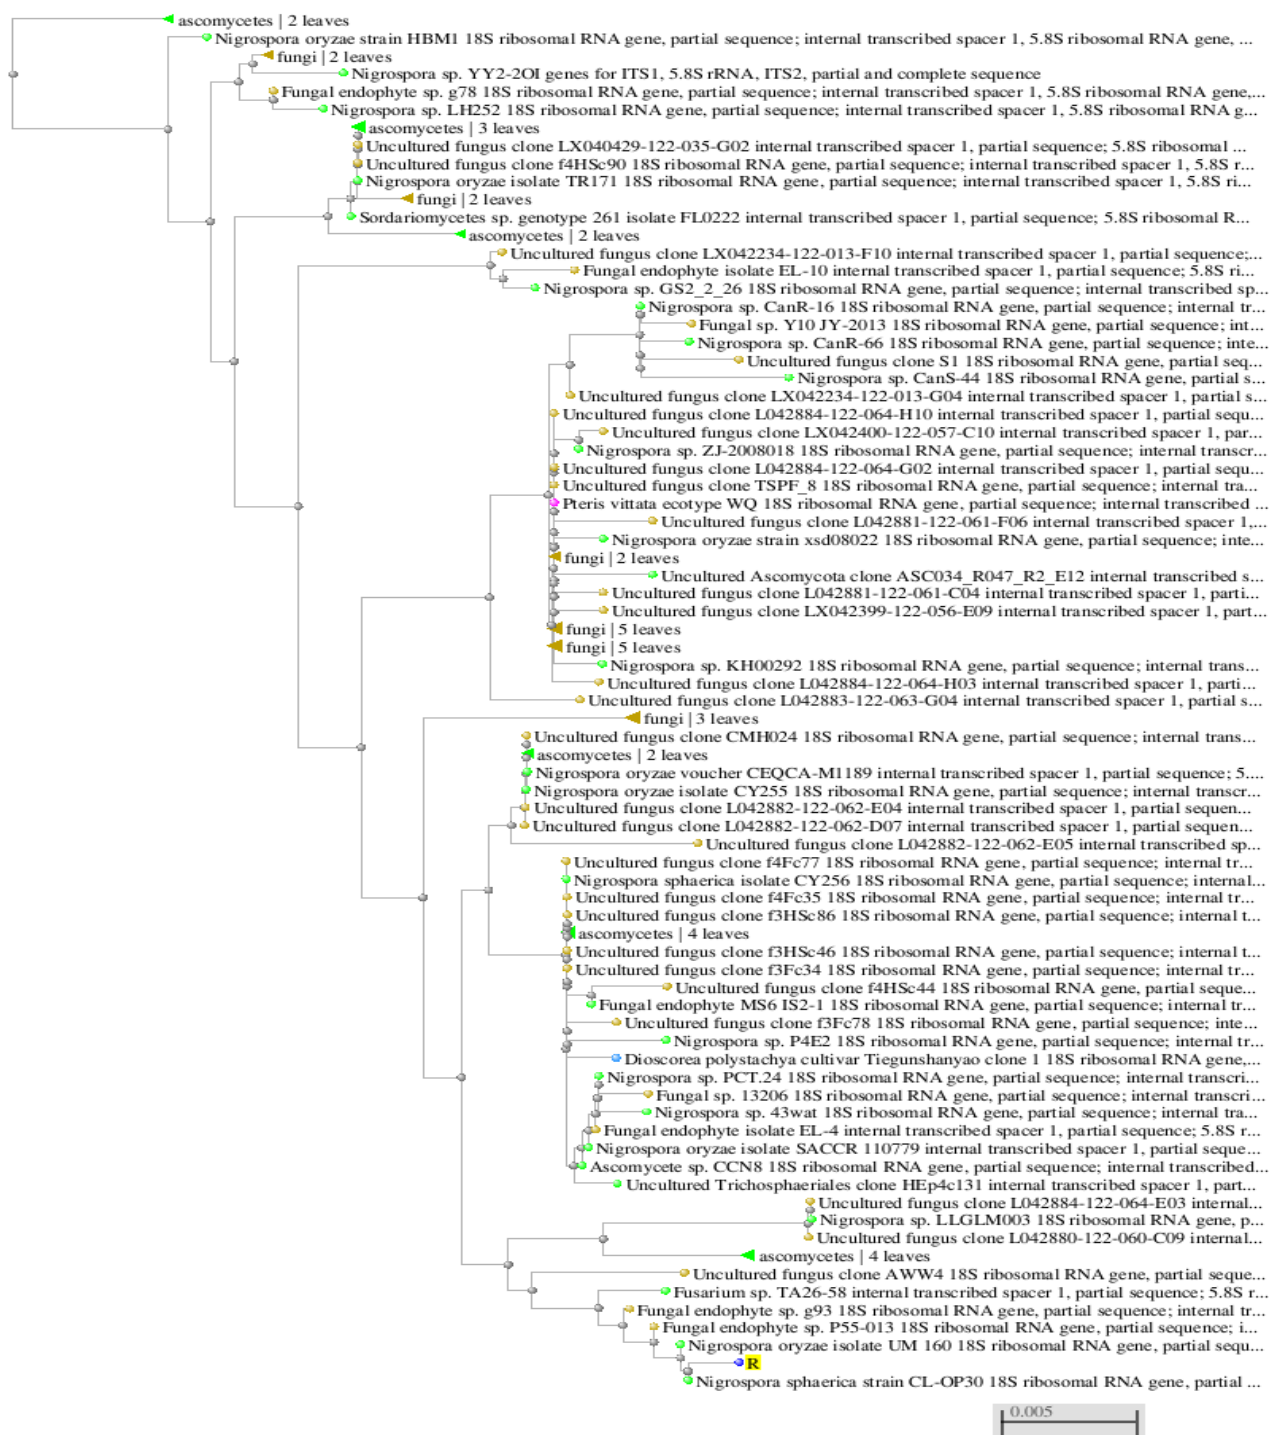 ascomycetes | 2 leaves
Nigrospora oryzae strain HBM1 18S ribosomal RNA gene, partial sequence; internal transcribed spacer 1, 5.8S ribosomal RNA gene, ...
fungi | 2 leaves
Nigrospora sp. YY2-2OI genes for ITS1, 5.8S rRNA, ITS2, partial and complete sequence
Fungal endophyte sp. g78 18S ribosomal RNA gene, partial sequence; internal transcribed spacer 1, 5.8S ribosomal RNA gene,...
Nigrospora sp. LH252 18S ribosomal RNA gene, partial sequence; internal transcribed spacer 1, 5.8S ribosomal RNA g...
ascomycetes | 3 leaves
Uncultured fungus clone LX040429-122-035-G02 internal transcribed spacer 1, partial sequence; 5.8S ribosomal ...
Uncultured fungus clone f4HSc90 18S ribosomal RNA gene, partial sequence; internal transcribed spacer 1, 5.8S r...
Nigrospora oryzae isolate TR171 18S ribosomal RNA gene, partial sequence; internal transcribed spacer 1, 5.8S ri...
fungi | 2 leaves
Sordariomycetes sp. genotype 261 isolate FL0222 internal transcribed spacer 1, partial sequence; 5.8S ribosomal R...
ascomycetes | 2 leaves
Uncultured fungus clone LX042234-122-013-F10 internal transcribed spacer 1, partial sequence;...
Fungal endophyte isolate EL-10 internal transcribed spacer 1, partial sequence; 5.8S ri...
Nigrospora sp. GS2_2_26 18S ribosomal RNA gene, partial sequence; internal transcribed sp...
Nigrospora sp. CanR-16 18S ribosomal RNA gene, partial sequence; internal tr...
Fungal sp. Y10 JY-2013 18S ribosomal RNA gene, partial sequence; int...
Nigrospora sp. CanR-66 18S ribosomal RNA gene, partial sequence; inte...
Uncultured fungus clone S1 18S ribosomal RNA gene, partial seq...
Nigrospora sp. CanS-44 18S ribosomal RNA gene, partial s...
Uncultured fungus clone LX042234-122-013-G04 internal transcribed spacer 1, partial s...
Uncultured fungus clone L042884-122-064-H10 internal transcribed spacer 1, partial sequ...
Uncultured fungus clone LX042400-122-057-C10 internal transcribed spacer 1, par...
Nigrospora sp. ZJ-2008018 18S ribosomal RNA gene, partial sequence; internal transcr...
Uncultured fungus clone L042884-122-064-G02 internal transcribed spacer 1, partial sequ...
Uncultured fungus clone TSPF_8 18S ribosomal RNA gene, partial sequence; internal tra...
Pteris vittata ecotype WQ 18S ribosomal RNA gene, partial sequence; internal transcribed ...
Uncultured fungus clone L042881-122-061-F06 internal transcribed spacer 1,...
Nigrospora oryzae strain xsd08022 18S ribosomal RNA gene, partial sequence; inte...
fungi | 2 leaves
Uncultured Ascomycota clone ASC034_R047_R2_E12 internal transcribed s...
Uncultured fungus clone L042881-122-061-C04 internal transcribed spacer 1, parti...
Uncultured fungus clone LX042399-122-056-E09 internal transcribed spacer 1, part...
fungi | 5 leaves
fungi | 5 leaves
Nigrospora sp. KH00292 18S ribosomal RNA gene, partial sequence; internal trans...
Uncultured fungus clone L042884-122-064-H03 internal transcribed spacer 1, parti...
Uncultured fungus clone L042883-122-063-G04 internal transcribed spacer 1, partial s...
fungi | 3 leaves
Uncultured fungus clone CMH024 18S ribosomal RNA gene, partial sequence; internal trans...
ascomycetes | 2 leaves
Nigrospora oryzae voucher CEQCA-M1189 internal transcribed spacer 1, partial sequence; 5....
Nigrospora oryzae isolate CY255 18S ribosomal RNA gene, partial sequence; internal transcr...
Uncultured fungus clone L042882-122-062-E04 internal transcribed spacer 1, partial sequen...
Uncultured fungus clone L042882-122-062-D07 internal transcribed spacer 1, partial sequen...
Uncultured fungus clone L042882-122-062-E05 internal transcribed sp...
Uncultured fungus clone f4Fc77 18S ribosomal RNA gene, partial sequence; internal tr...
Nigrospora sphaerica isolate CY256 18S ribosomal RNA gene, partial sequence; internal...
Uncultured fungus clone f4Fc35 18S ribosomal RNA gene, partial sequence; internal tr...
Uncultured fungus clone f3HSc86 18S ribosomal RNA gene, partial sequence; internal t...
ascomycetes | 4 leaves
Uncultured fungus clone f3HSc46 18S ribosomal RNA gene, partial sequence; internal t...
Uncultured fungus clone f3Fc34 18S ribosomal RNA gene, partial sequence; internal tr...
Uncultured fungus clone f4HSc44 18S ribosomal RNA gene, partial seque...
Fungal endophyte MS6 IS2-1 18S ribosomal RNA gene, partial sequence; internal tr...
Uncultured fungus clone f3Fc78 18S ribosomal RNA gene, partial sequence; inte...
Nigrospora sp. P4E2 18S ribosomal RNA gene, partial sequence; internal tr...
Dioscorea polystachya cultivar Tiegunshanyao clone 1 18S ribosomal RNA gene,...
Nigrospora sp. PCT.24 18S ribosomal RNA gene, partial sequence; internal transcri...
Fungal sp. 13206 18S ribosomal RNA gene, partial sequence; internal transcri...
Nigrospora sp. 43wat 18S ribosomal RNA gene, partial sequence; internal tra...
Fungal endophyte isolate EL-4 internal transcribed spacer 1, partial sequence; 5.8S r...
Nigrospora oryzae isolate SACCR 110779 internal transcribed spacer 1, partial seque...
Ascomycete sp. CCN8 18S ribosomal RNA gene, partial sequence; internal transcribed...
Uncultured Trichosphaeriales clone HEp4c131 internal transcribed spacer 1, part...
Uncultured fungus clone L042884-122-064-E03 internal...
Nigrospora sp. LLGLM003 18S ribosomal RNA gene, p...
Uncultured fungus clone L042880-122-060-C09 internal...
ascomycetes | 4 leaves
Uncultured fungus clone AWW4 18S ribosomal RNA gene, partial seque...
Fusarium sp. TA26-58 internal transcribed spacer 1, partial sequence; 5.8S r...
Fungal endophyte sp. g93 18S ribosomal RNA gene, partial sequence; internal tr...
Fungal endophyte sp. P55-013 18S ribosomal RNA gene, partial sequence; i...
Nigrospora oryzae isolate UM 160 18S ribosomal RNA gene, partial sequ...
R
Nigrospora sphaerica strain CL-OP30 18S ribosomal RNA gene, partial ...
0.005